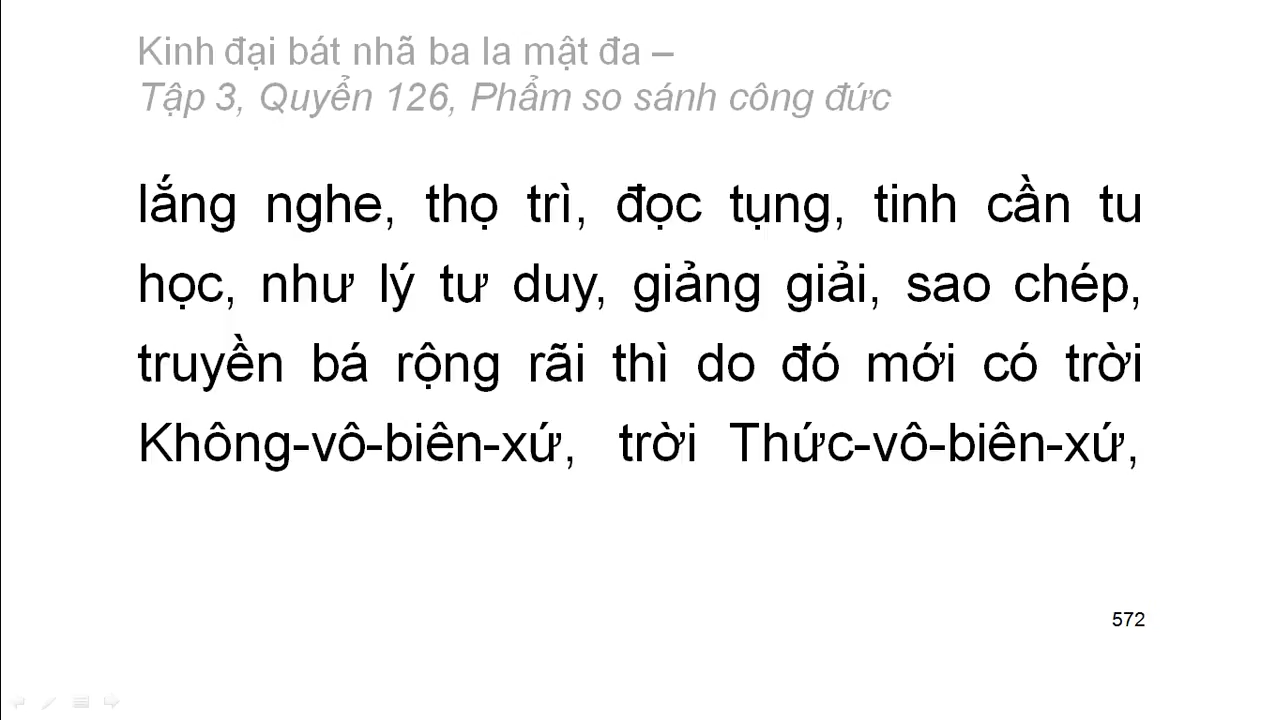 Kinh đại bát nhã ba la mật đa –
Tập 3, Quyển 126, Phẩm so sánh công đức
lắng nghe, thọ trì, đọc tụng, tinh cần tu
học, như lý tư duy, giảng giải, sao chép,
truyền bá rộng rãi thì do đó mới có trời
Không-vô-biên-xứ, trời Thức-vô-biên-xứ,
572